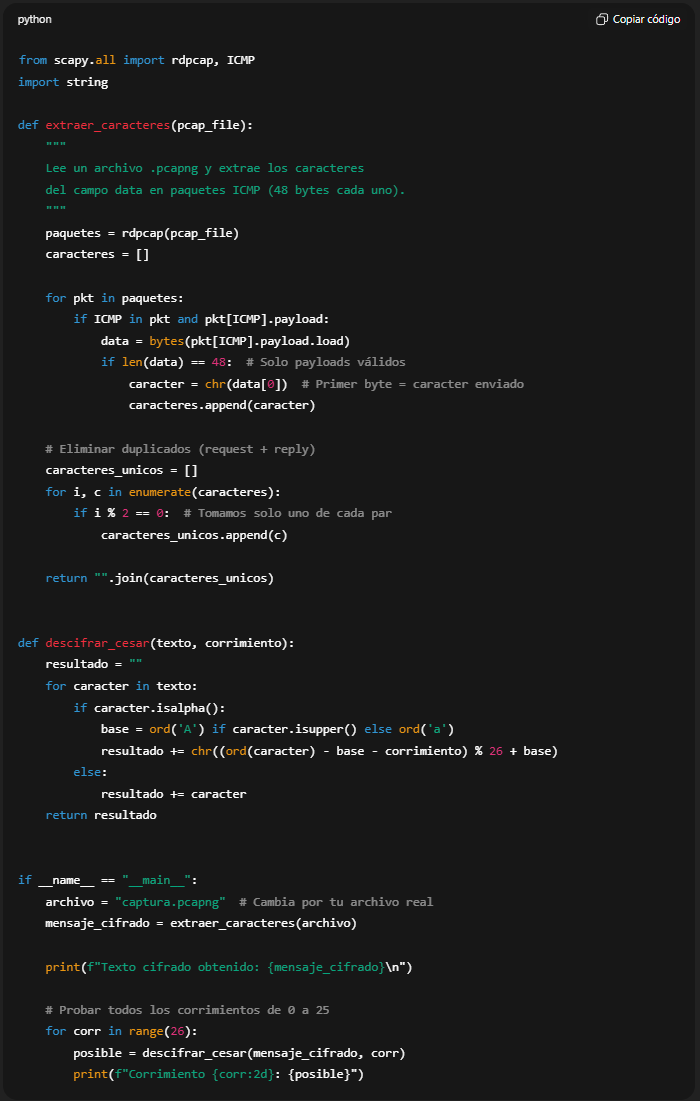 python
Copiar código
from scapy.all import rdpcap, ICMP
import string
def extraer_caracteres(pcap_file):
    """
    Lee un archivo .pcapng y extrae los caracteres
    del campo data en paquetes ICMP (48 bytes cada uno).
    """
    paquetes = rdpcap(pcap_file)
    caracteres = []
    for pkt in paquetes:
        if ICMP in pkt and pkt[ICMP].payload:
            data = bytes(pkt[ICMP].payload.load)
            if len(data) == 48:  # Solo payloads válidos
                caracter = chr(data[0])  # Primer byte = caracter enviado
                caracteres.append(caracter)
    # Eliminar duplicados (request + reply)
    caracteres_unicos = []
    for i, c in enumerate(caracteres):
        if i % 2 == 0:  # Tomamos solo uno de cada par
            caracteres_unicos.append(c)
    return "".join(caracteres_unicos)
def descifrar_cesar(texto, corrimiento):
    resultado = ""
    for caracter in texto:
        if caracter.isalpha():
            base = ord('A') if caracter.isupper() else ord('a')
            resultado += chr((ord(caracter) - base - corrimiento) % 26 + base)
        else:
            resultado += caracter
    return resultado
if __name__ == "__main__":
    archivo = "captura.pcapng"  # Cambia por tu archivo real
    mensaje_cifrado = extraer_caracteres(archivo)
    print(f"Texto cifrado obtenido: {mensaje_cifrado}\n")
    # Probar todos los corrimientos de 0 a 25
    for corr in range(26):
        posible = descifrar_cesar(mensaje_cifrado, corr)
        print(f"Corrimiento {corr:2d}: {posible}")